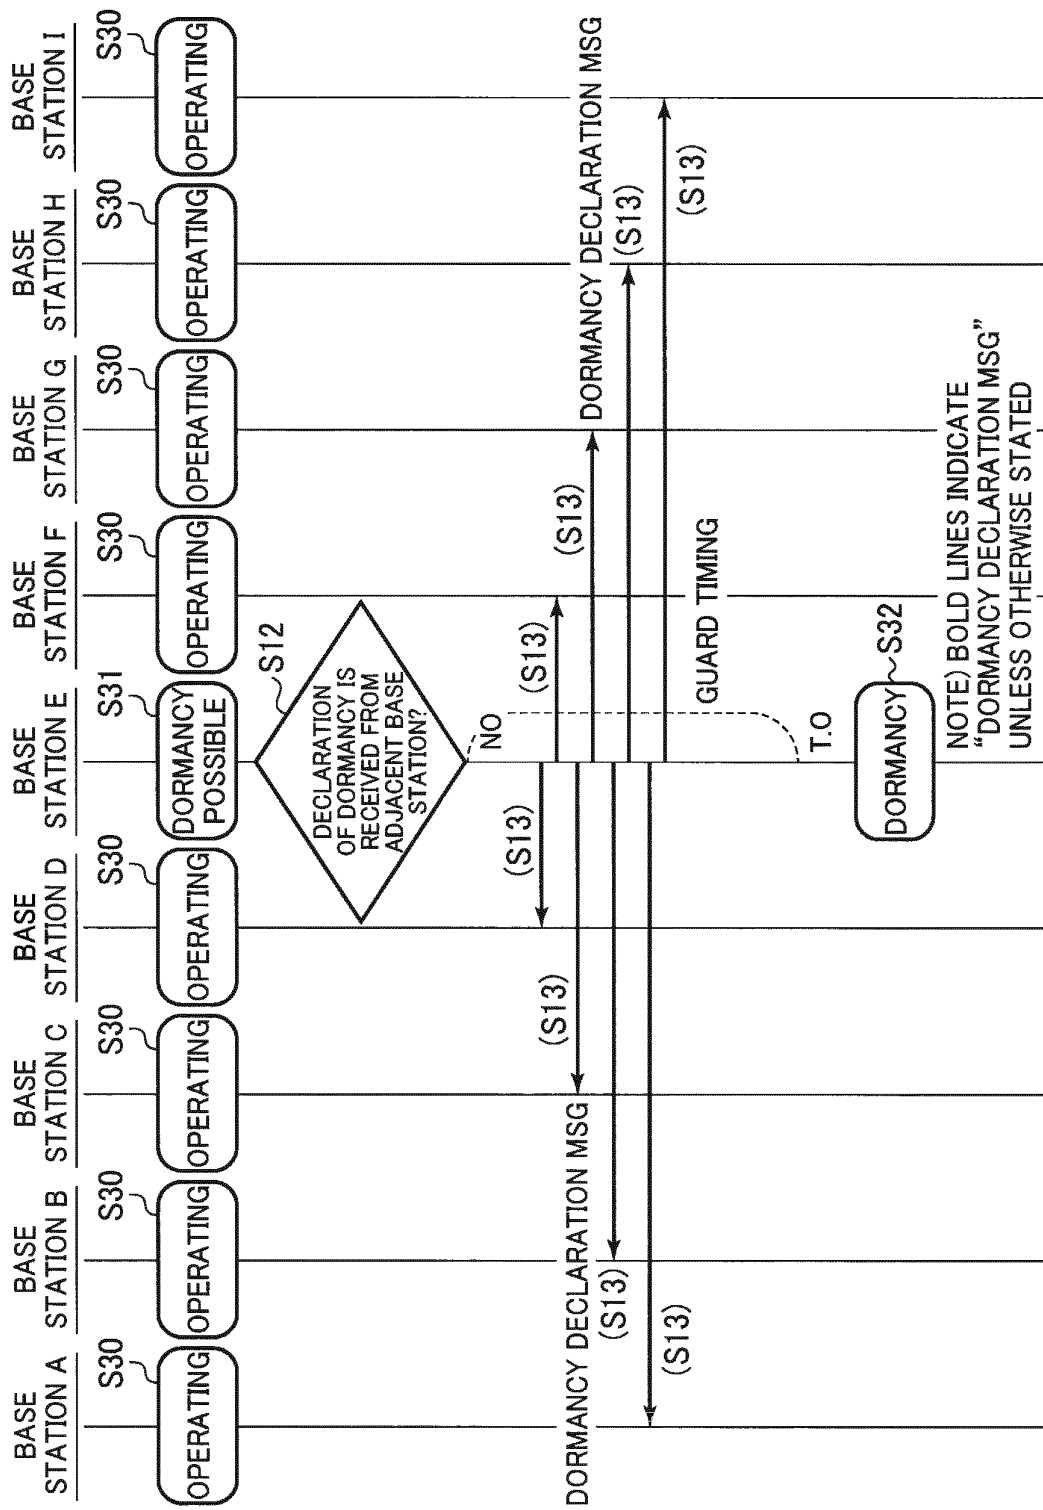 BASE
STATION A
BASE
STATION B
BASE
STATION C
BASE
STATION D
BASE
STATION E
BASE
STATION F
BASE
STATION G
BASE
STATION H
BASE
STATION I
S30
S30
S30
S30
S31
S30
S30
S30
S30
OPERATING
OPERATING
OPERATING
OPERATING
DORMANCY
POSSIBLE
OPERATING
OPERATING
OPERATING
OPERATING
S12
DECLARATION
OF DORMANCY IS
RECEIVED FROM
ADJACENT BASE
STATION?
NO
(S13)
(S13)
(S13)
(S13)
DORMANCY DECLARATION MSG
DORMANCY DECLARATION MSG
(S13)
(S13)
(S13)
(S13)
GUARD TIMING
T.O
DORMANCY
S32
NOTE) BOLD LINES INDICATE
“DORMANCY DECLARATION MSG”
UNLESS OTHERWISE STATED